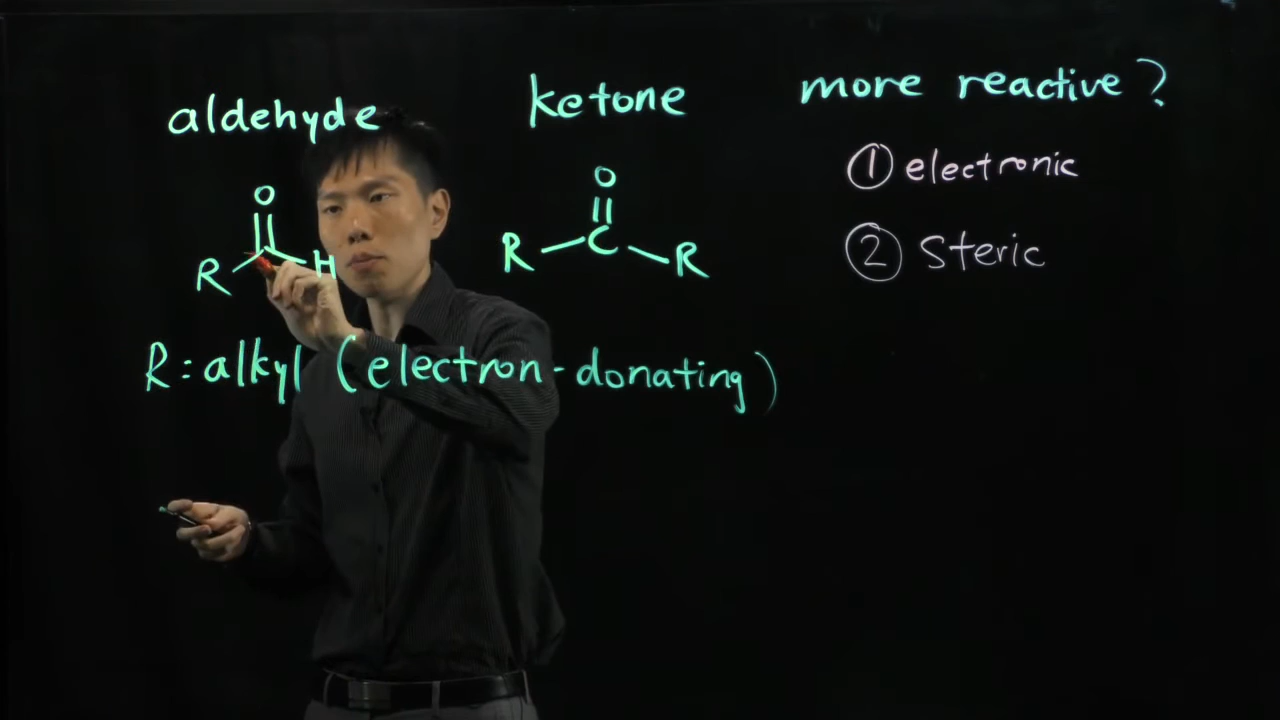 aldehyde
ketone
more reactive?
① electronic
② Steric
O
R H
O
R C R
R: alkyl (electron-donating)